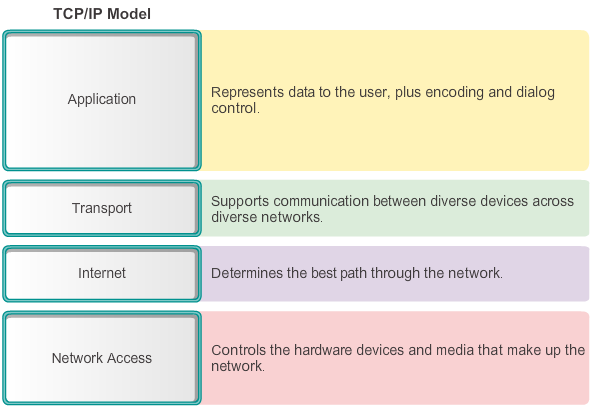 TCP/IP Model
Application
Represents data to the user, plus encoding and dialog
control.
Transport
Supports communication between diverse devices across
diverse networks.
Internet
Determines the best path through the network.
Network Access
Controls the hardware devices and media that make up the
network.